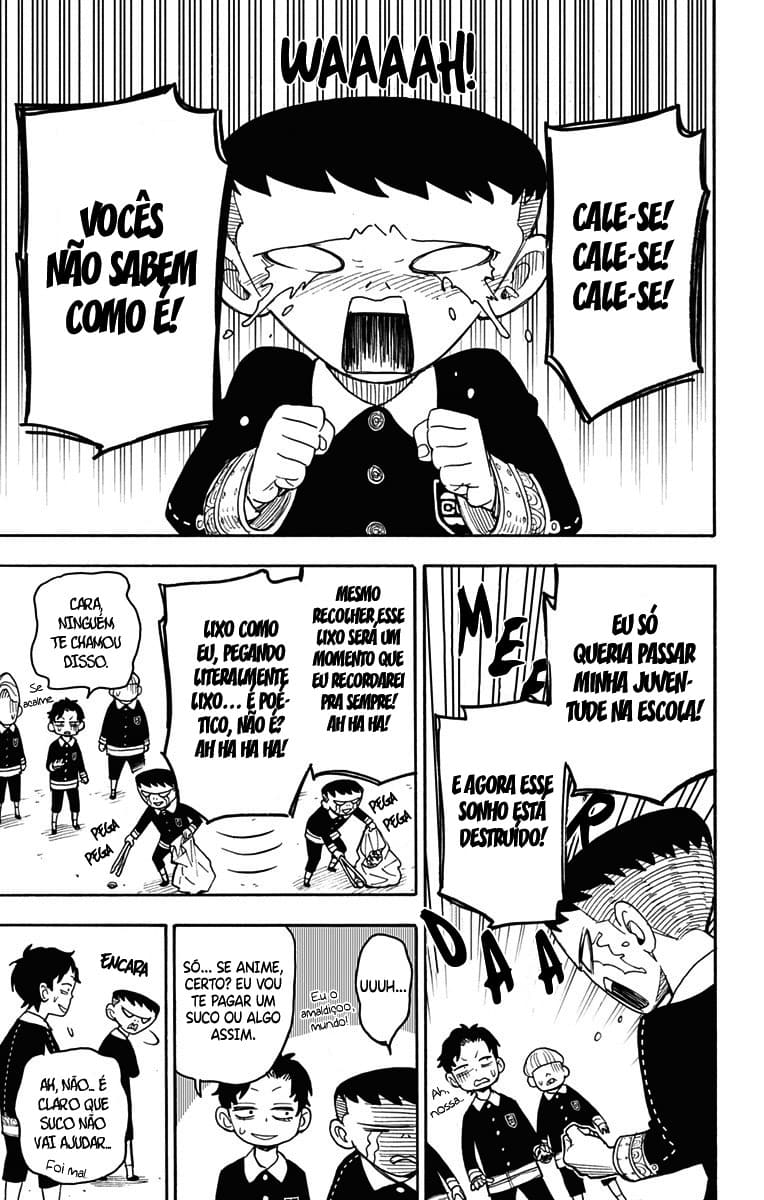 WAAAAH!
CALE-SE!
CALE-SE!
CALE-SE!
VOCÊS
NÃO SABEM
COMO É!
EU SÓ
QUERIA PASSAR
MINHA JUVEN-
TUDE NA ESCOLA!
E AGORA ESSE
SONHO ESTÁ
DESTRUÍDO!
MEE
RDAA
Ah,
nossa...
MESMO
RECOLHER ESSE
LIXO SERÁ UM
MOMENTO QUE
EU RECORDAREI
PRA SEMPRE!
AH HA HA!
PEGA
PEGA
LIXO COMO
EU, PEGANDO
LITERALMENTE
LIXO... É POÉ-
TICO, NÃO É?
AH HA HA HA!
PEGA
PEGA
CARA,
NINGUÉM
TE CHAMOU
DISSO.
Se
acalme
UUUH...
Eu o
amaldiçoo,
mundo!
SÓ... SE ANIME,
CERTO? EU VOU
TE PAGAR UM
SUCO OU ALGO
ASSIM.
ENCARA
AH, NÃO... É
CLARO QUE
SUCO NÃO
VAI AJUDAR...
Foi mal